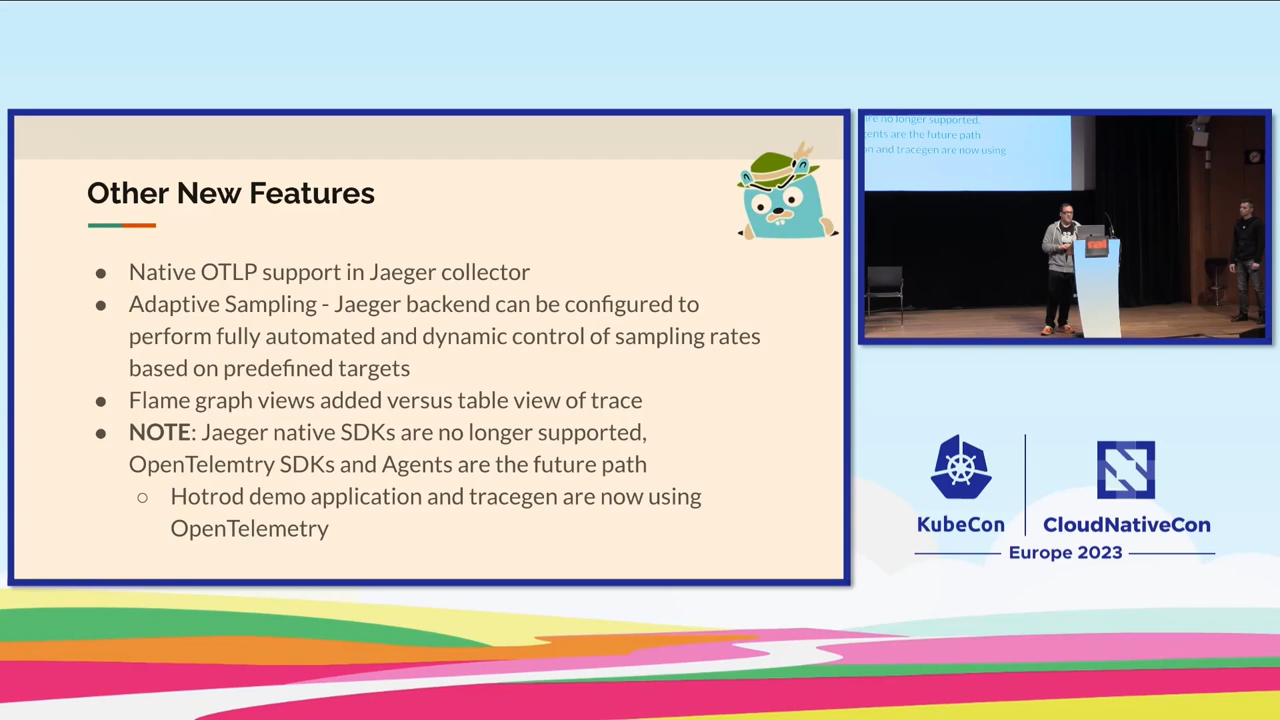 Other New Features
● Native OTLP support in Jaeger collector
● Adaptive Sampling - Jaeger backend can be configured to
perform fully automated and dynamic control of sampling rates
based on predefined targets
● Flame graph views added versus table view of trace
● NOTE: Jaeger native SDKs are no longer supported,
OpenTelemtry SDKs and Agents are the future path
○ Hotrod demo application and tracegen are now using
OpenTelemetry
re no longer supported.
ents are the future path
n and tracegen are now using
rai
KubeCon
CloudNativeCon
Europe 2023